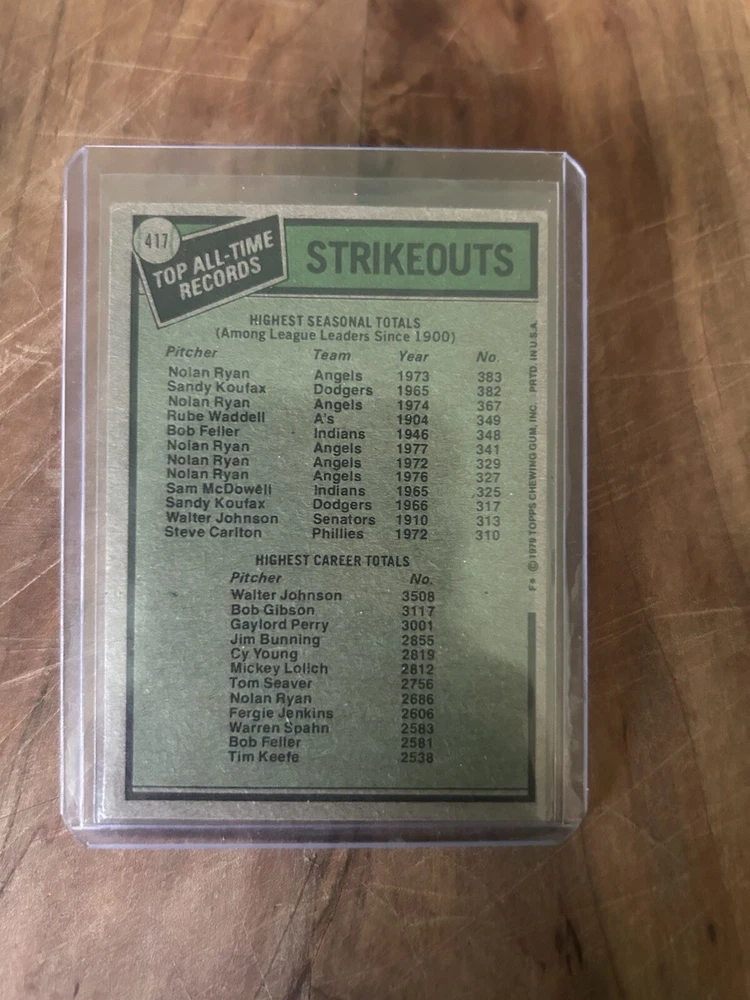 417
TOP ALL-TIME
RECORDS
STRIKEOUTS
HIGHEST SEASONAL TOTALS
(Among League Leaders Since 1900)
Pitcher Team Year No.
Nolan Ryan Angels 1973 383
Sandy Koufax Dodgers 1965 382
Nolan Ryan Angels 1974 367
Rube Waddell A's 1904 349
Bob Feller Indians 1946 348
Nolan Ryan Angels 1977 341
Nolan Ryan Angels 1972 329
Nolan Ryan Angels 1976 327
Sam McDowell Indians 1965 325
Sandy Koufax Dodgers 1966 317
Walter Johnson Senators 1910 313
Steve Carlton Phillies 1972 310
HIGHEST CAREER TOTALS
Pitcher No.
Walter Johnson 3508
Bob Gibson 3117
Gaylord Perry 3001
Jim Bunning 2855
Cy Young 2819
Mickey Lolich 2812
Tom Seaver 2756
Nolan Ryan 2686
Fergie Jenkins 2606
Warren Spahn 2583
Bob Feller 2581
Tim Keefe 2538
F* © 1979 TOPPS CHEWING GUM, INC. PRTD. IN U.S.A.